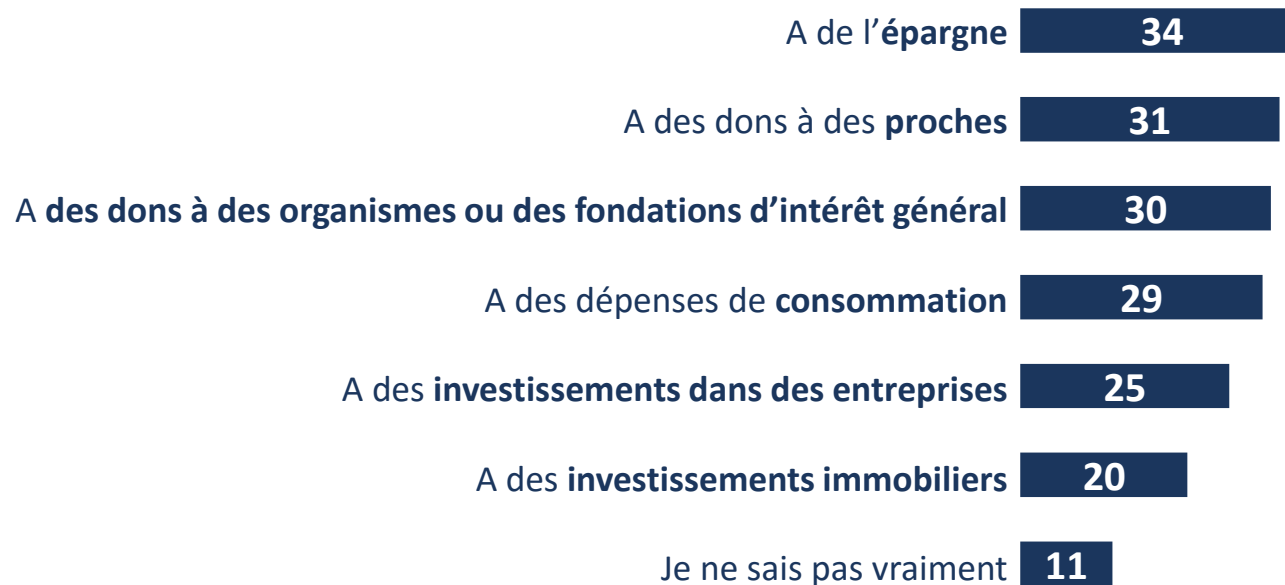 A de l’épargne 34
A des dons à des proches 31
A des dons à des organismes ou des fondations d’intérêt général 30
A des dépenses de consommation 29
A des investissements dans des entreprises 25
A des investissements immobiliers 20
Je ne sais pas vraiment 11